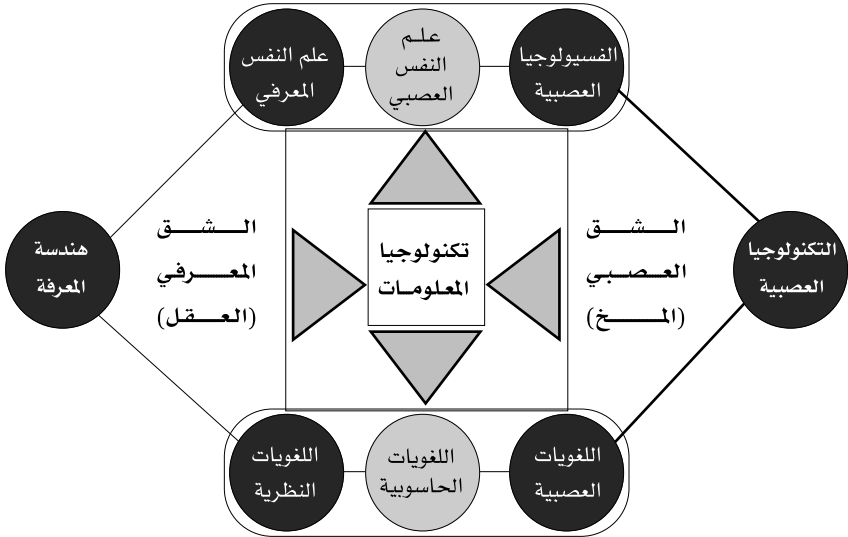 الفسيولوجيا
العصبية
علم
النفس
العصبي
علم النفس
المعرفي
الشق
العصبي
(المخ)
الشق
المعرفي
(العقل)
التكنولوجيا
العصبية
تكنولوجيا
المعلومات
هندسة
المعرفة
اللغويات
العصبية
اللغويات
الحاسوبية
اللغويات
النظرية